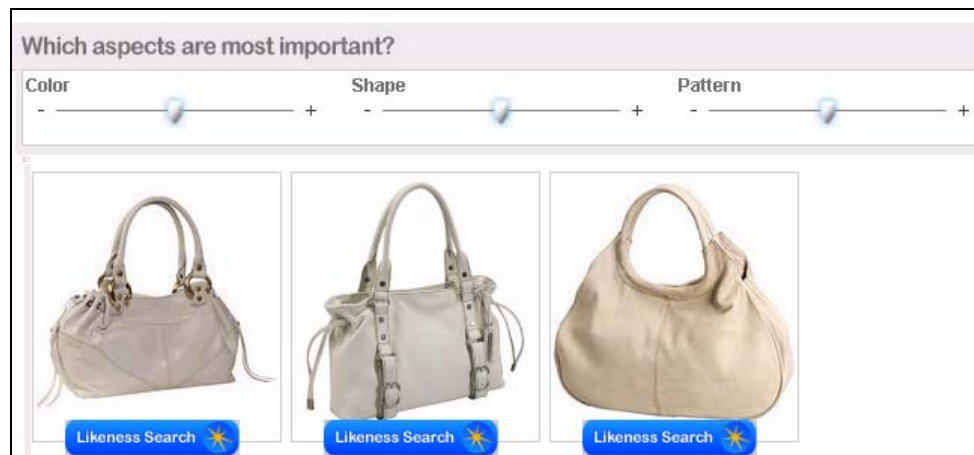 Which aspects are most important?
Color Shape Pattern
- + - + - +
Likeness Search Likeness Search Likeness Search